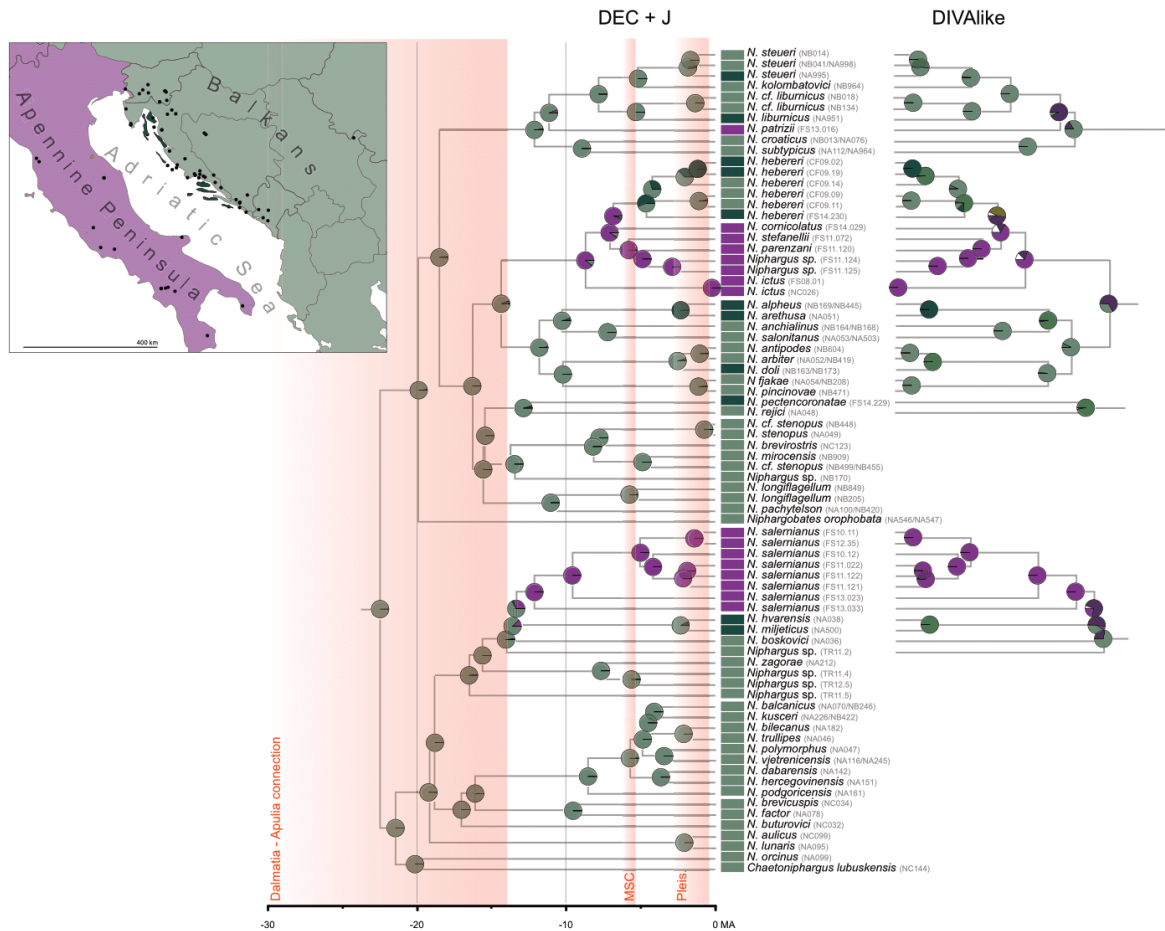 DEC + J
DIVAlike
Balkans
Apennine Peninsula
Adriatic Sea
400 km
N. steueri (NB014)
N. steueri (NB041/NA998)
N. steueri (NA995)
N. kolombatovici (NB964)
N. cf. liburnicus (NB018)
N. cf. liburnicus (NB134)
N. liburnicus (NA951)
N. patrizii (FS13.016)
N. croaticus (NB013/NA076)
N. subtypicus (NA112/NA964)
N. hebereri (CF09.02)
N. hebereri (CF09.19)
N. hebereri (CF09.14)
N. hebereri (CF09.09)
N. hebereri (CF09.11)
N. hebereri (FS14.230)
N. cornicolatus (FS14.029)
N. stefanellii (FS11.072)
N. parenzani (FS11.120)
Niphargus sp. (FS11.124)
Niphargus sp. (FS11.125)
N. ictus (FS08.01)
N. ictus (NC026)
N. alpheus (NB169/NB445)
N. arethusa (NA051)
N. anchialinus (NB164/NB168)
N. salonitanus (NA053/NA503)
N. antipodes (NB604)
N. arbiter (NA052/NB419)
N. doli (NB163/NB173)
N fjakae (NA054/NB208)
N. pincinovae (NB471)
N. pectencoronatae (FS14.229)
N. rejici (NA048)
N. cf. stenopus (NB448)
N. stenopus (NA049)
N. brevirostris (NC123)
N. mirocensis (NB909)
N. cf. stenopus (NB499/NB455)
Niphargus sp. (NB170)
N. longiflagellum (NB849)
N. longiflagellum (NB205)
N. pachytelson (NA100/NB420)
Niphargobates orophobata (NA546/NA547)
N. salernianus (FS10.11)
N. salernianus (FS12.35)
N. salernianus (FS10.12)
N. salernianus (FS11.022)
N. salernianus (FS11.122)
N. salernianus (FS11.121)
N. salernianus (FS13.023)
N. salernianus (FS13.033)
N. hvarensis (NA038)
N. miljeticus (NA500)
N. boskovici (NA036)
Niphargus sp. (TR11.2)
N. zagorae (NA212)
Niphargus sp. (TR11.4)
Niphargus sp. (TR12.5)
Niphargus sp. (TR11.5)
N. balcanicus (NA070/NB246)
N. kusceri (NA226/NB422)
N. bilecanus (NA182)
N. trullipes (NA046)
N. polymorphus (NA047)
N. vjetrenicensis (NA116/NA245)
N. dabarensis (NA142)
N. hercegovinensis (NA151)
N. podgoricensis (NA161)
N. brevicuspis (NC034)
N. factor (NA078)
N. buturovici (NC032)
N. aulicus (NC099)
N. lunaris (NA095)
N. orcinus (NA099)
Chaetoniphargus lubuskensis (NC144)
Dalmatia - Apulia connection
MSC
Pleis.
-30
-20
-10
0 MA